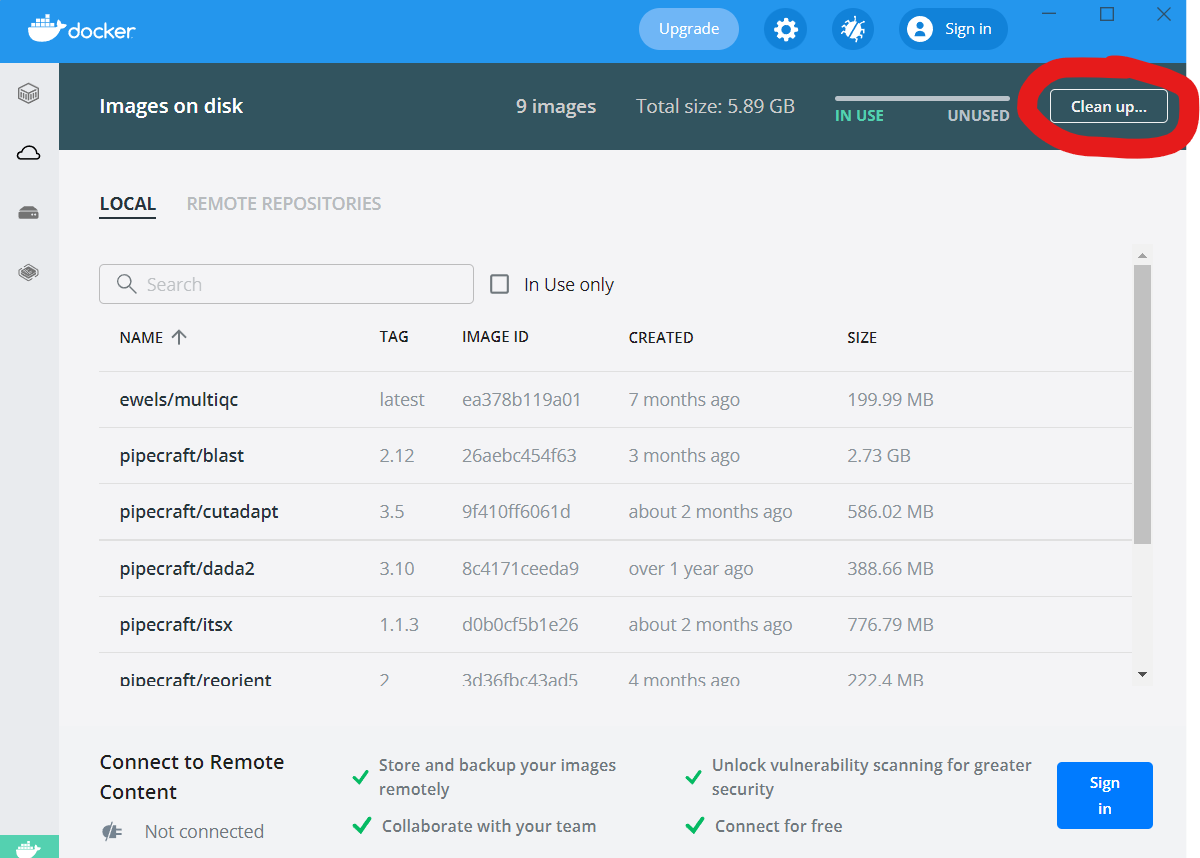 docker
Upgrade
Sign in
Images on disk
9 images
Total size: 5.89 GB
IN USE
UNUSED
Clean up...
LOCAL
REMOTE REPOSITORIES
Search
In Use only
NAME TAG IMAGE ID CREATED SIZE
ewels/multiqc latest ea378b119a01 7 months ago 199.99 MB
pipecraft/blast 2.12 26aebc454f63 3 months ago 2.73 GB
pipecraft/cutadapt 3.5 9f410ff6061d about 2 months ago 586.02 MB
pipecraft/dada2 3.10 8c4171ceeda9 over 1 year ago 388.66 MB
pipecraft/itsx 1.1.3 d0b0cf5b1e26 about 2 months ago 776.79 MB
pipecraft/reorient 2 3d36fbc43ad5 4 months ago 222.4 MB
Connect to Remote
Content
Not connected
Store and backup your images
remotely
Collaborate with your team
Unlock vulnerability scanning for greater
security
Connect for free
Sign
in